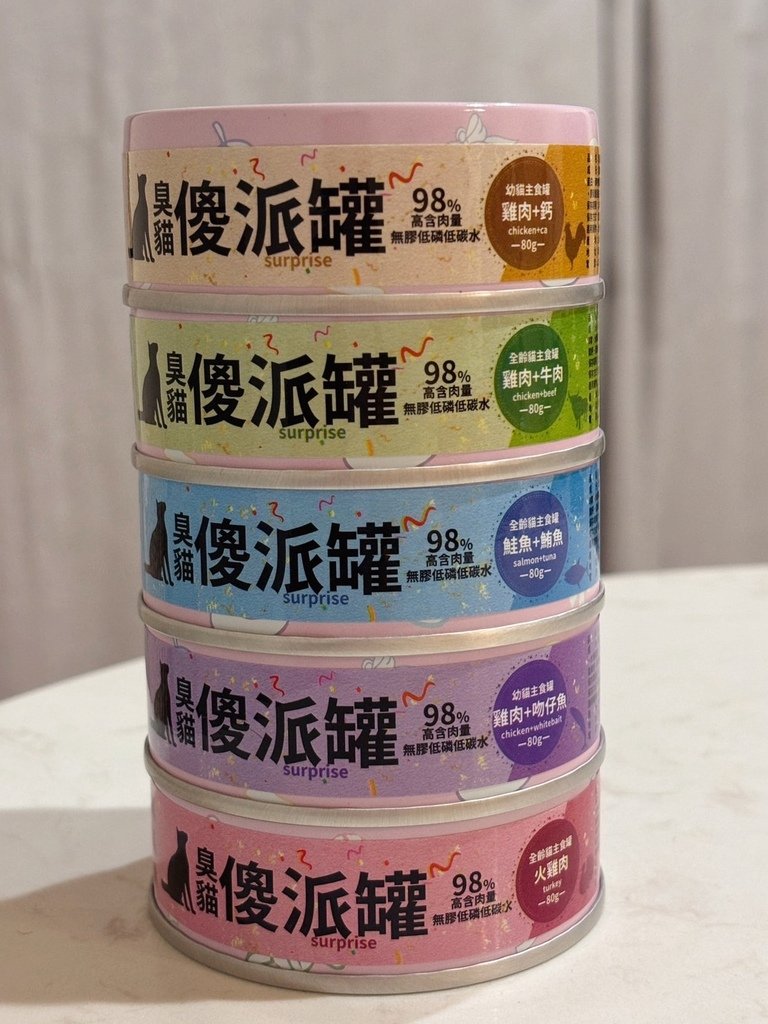 臭貓
傻派罐
surprise
98%
高含肉量
無膠低磷低碳水
幼貓主食罐
雞肉+鈣
chicken+ca
—80g—
臭貓
傻派罐
surprise
98%
高含肉量
無膠低磷低碳水
全齡貓主食罐
雞肉+牛肉
chicken+beef
—80g—
臭貓
傻派罐
surprise
98%
高含肉量
無膠低磷低碳水
全齡貓主食罐
鮭魚+鮪魚
salmon+tuna
—80g—
臭貓
傻派罐
surprise
98%
高含肉量
無膠低磷低碳水
幼貓主食罐
雞肉+吻仔魚
chicken+whitebait
—80g—
臭貓
傻派罐
surprise
98%
高含肉量
無膠低磷低碳水
全齡貓主食罐
火雞肉
turkey
—80g—